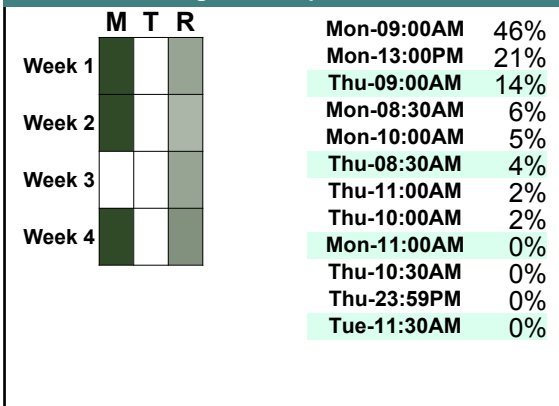 M T R
Week 1
Week 2
Week 3
Week 4
Mon-09:00AM 46%
Mon-13:00PM 21%
Thu-09:00AM 14%
Mon-08:30AM 6%
Mon-10:00AM 5%
Thu-08:30AM 4%
Thu-11:00AM 2%
Thu-10:00AM 2%
Mon-11:00AM 0%
Thu-10:30AM 0%
Thu-23:59PM 0%
Tue-11:30AM 0%